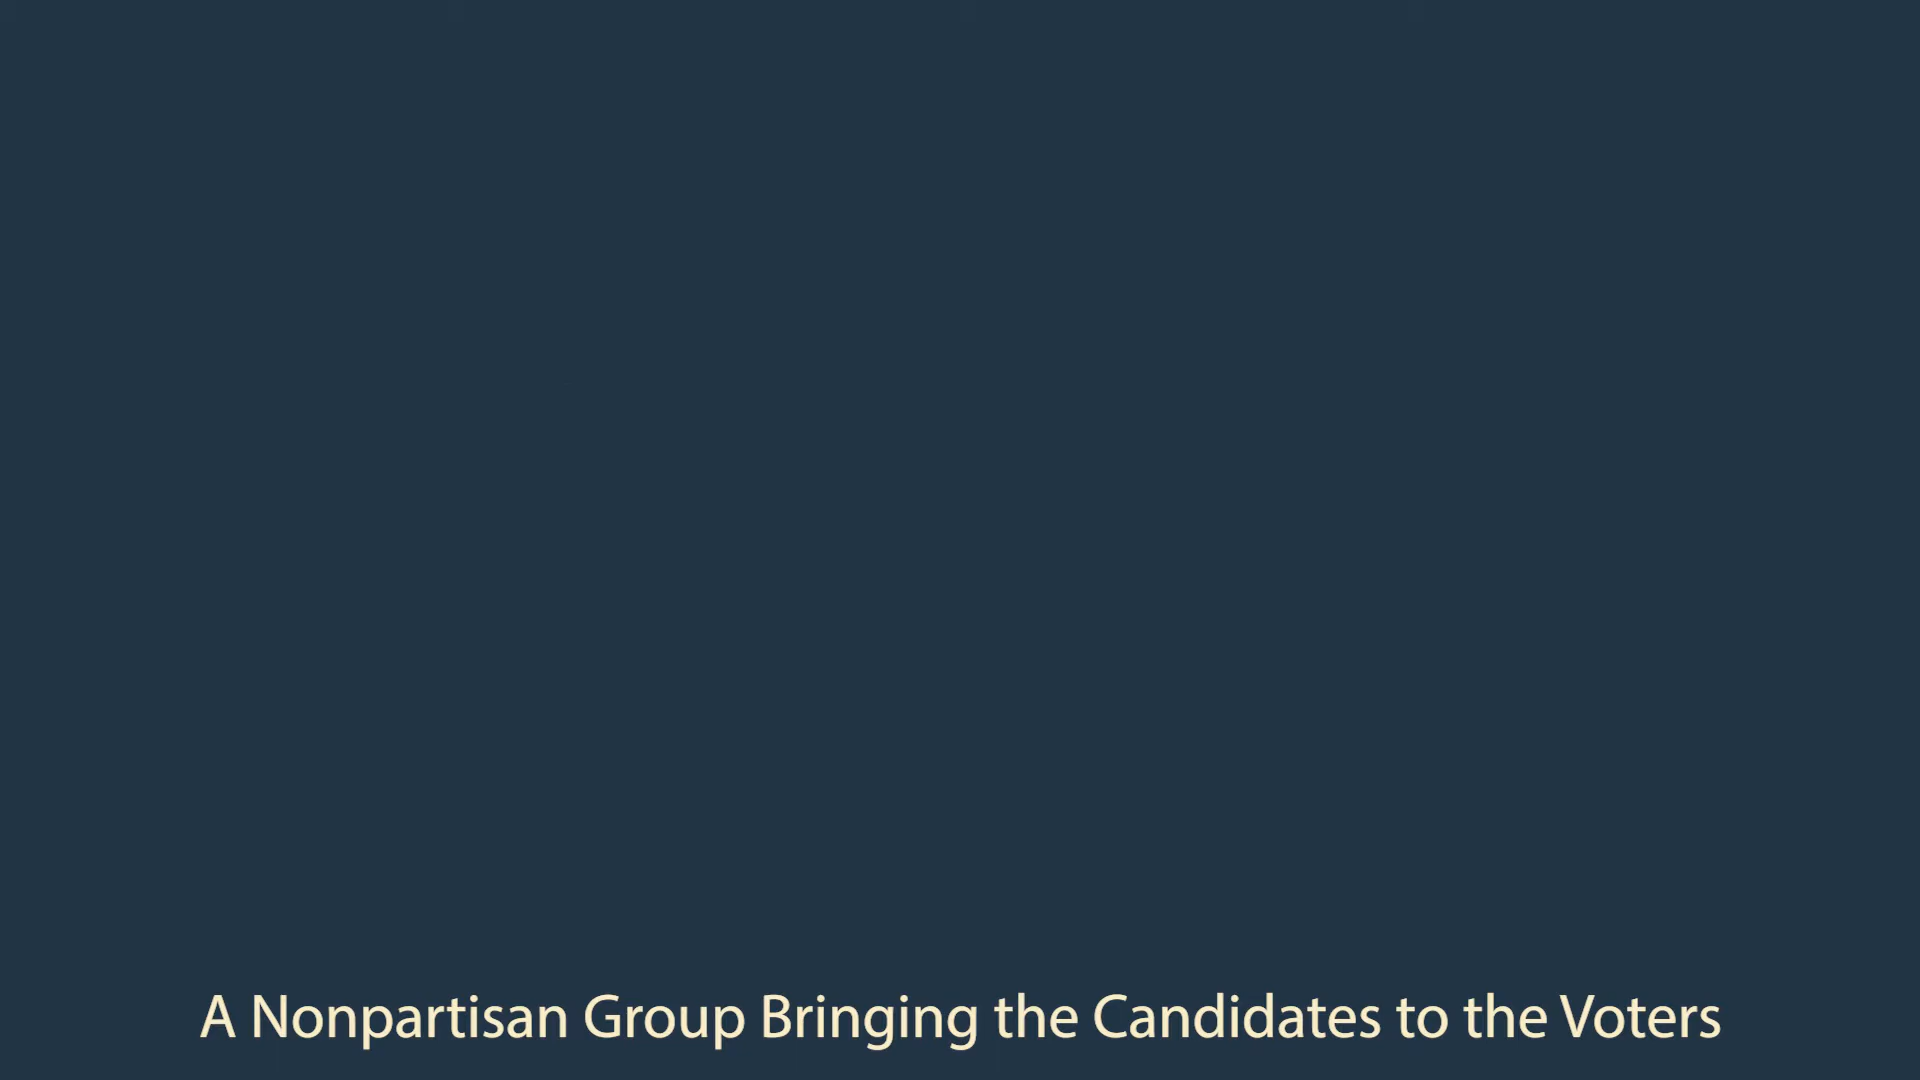 A Nonpartisan Group Bringing the Candidates to the Voters